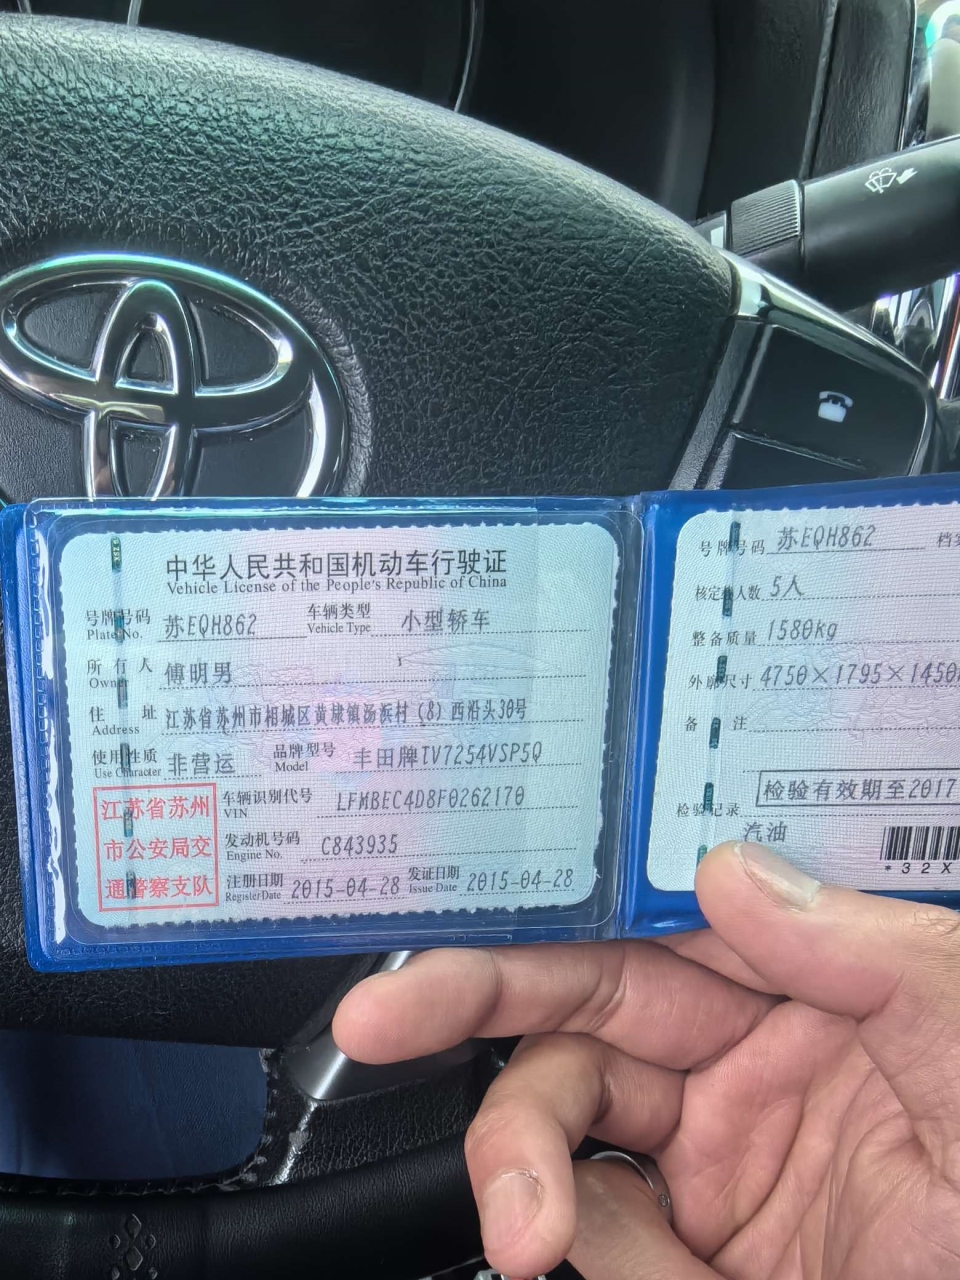 中华人民共和国机动车行驶证
Vehicle License of the People's Republic of China
号牌号码 苏EQH862 车辆类型 小型轿车
Plate No. Vehicle Type
所有人 傅明男
Owner
住址 江苏省苏州市相城区黄埭镇汤浜村(8)西沿头30号
Address
使用性质 非营运 品牌型号 丰田牌TV7254VSP5Q
Use Character Model
江苏省苏州
市公安局交
通警察支队
车辆识别代号 LFMBEC4D8F0262170
VIN
发动机号码 C843935
Engine No.
注册日期 2015-04-28 发证日期 2015-04-28
Register Date Issue Date
号牌号码 苏EQH862
核定载人数 5人
整备质量 1580kg
外廓尺寸 4750×1795×1450
备注
检验有效期至2017
检验记录
汽油
*32X